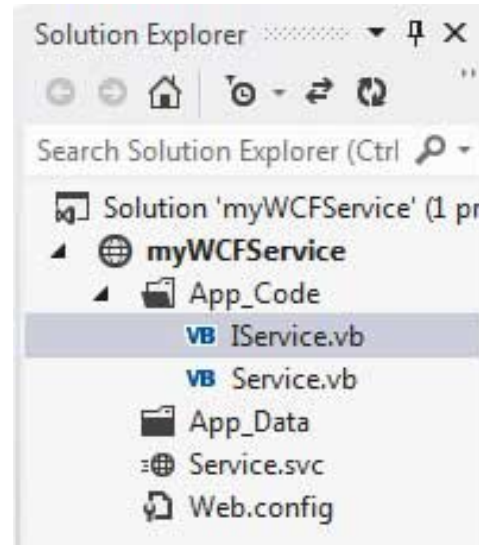 Solution Explorer
Search Solution Explorer (Ctrl
Solution 'myWCFService' (1 pr
myWCFService
App_Code
VB IService.vb
VB Service.vb
App_Data
Service.svc
Web.config